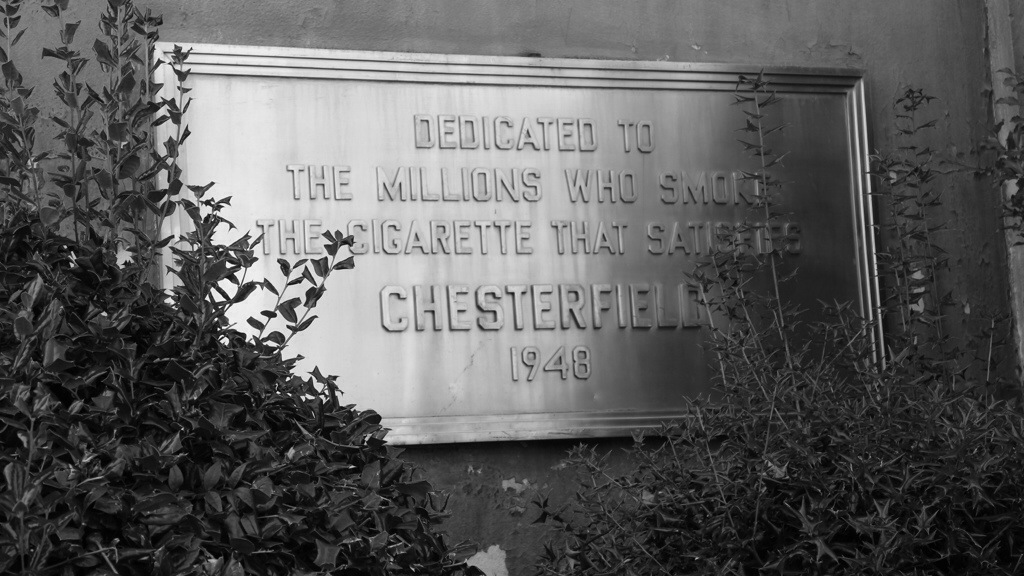 DEDICATED TO
THE MILLIONS WHO SMOKE
THE CIGARETTE THAT SATISFIES
CHESTERFIELD
1948